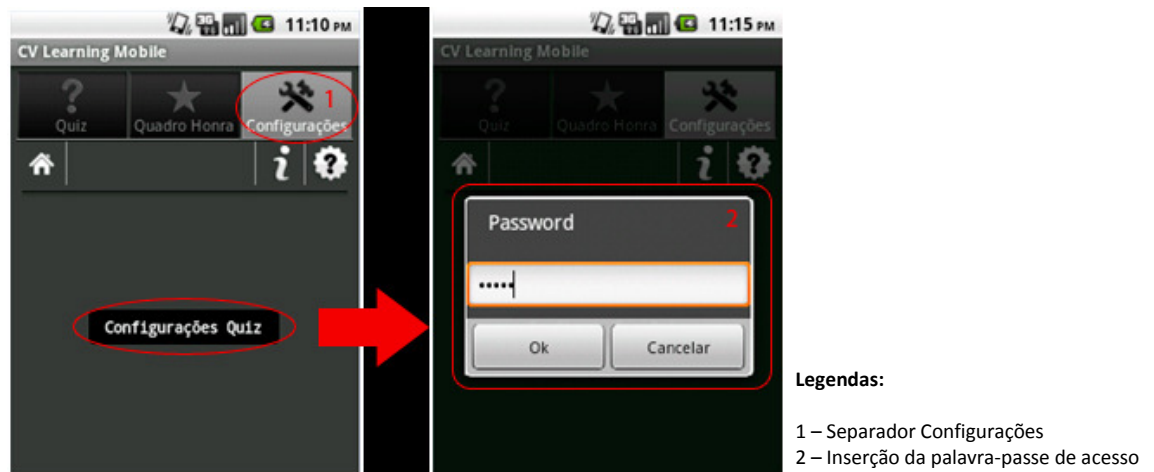 11:10 PM
CV Learning Mobile
?
Quiz
Quadro Honra
Configurações
1
i
?
Configurações Quiz
11:15 PM
CV Learning Mobile
?
Quiz
Quadro Honra
Configurações
i
?
Password
2
•••••
Ok
Cancelar
Legendas:
1 – Separador Configurações
2 – Inserção da palavra-passe de acesso